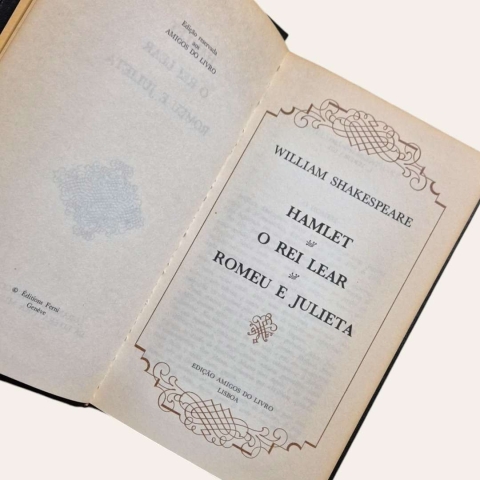 Edição reservada
aos
AMIGOS DO LIVRO
© Éditions Ferni
Genève
WILLIAM SHAKESPEARE
HAMLET
O REI LEAR
ROMEU E JULIETA
EDIÇÃO AMIGOS DO LIVRO
LISBOA